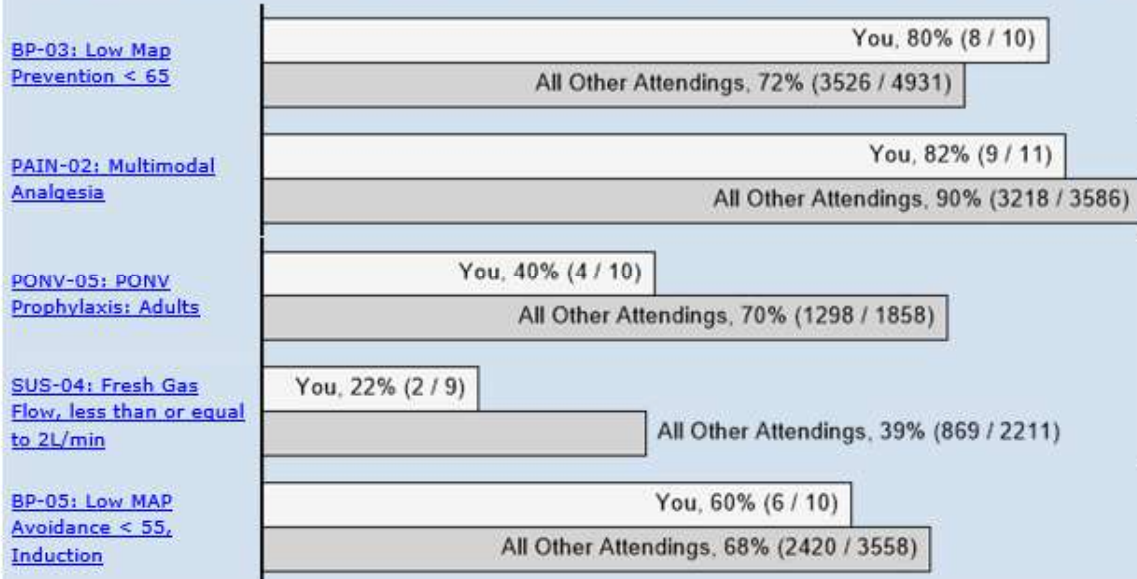 BP-03: Low Map
Prevention < 65
You, 80% (8 / 10)
All Other Attendings, 72% (3526 / 4931)
PAIN-02: Multimodal
Analgesia
You, 82% (9 / 11)
All Other Attendings, 90% (3218 / 3586)
PONV-05: PONV
Prophylaxis: Adults
You, 40% (4 / 10)
All Other Attendings, 70% (1298 / 1858)
SUS-04: Fresh Gas
Flow, less than or equal
to 2L/min
You, 22% (2 / 9)
All Other Attendings, 39% (869 / 2211)
BP-05: Low MAP
Avoidance < 55,
Induction
You, 60% (6 / 10)
All Other Attendings, 68% (2420 / 3558)